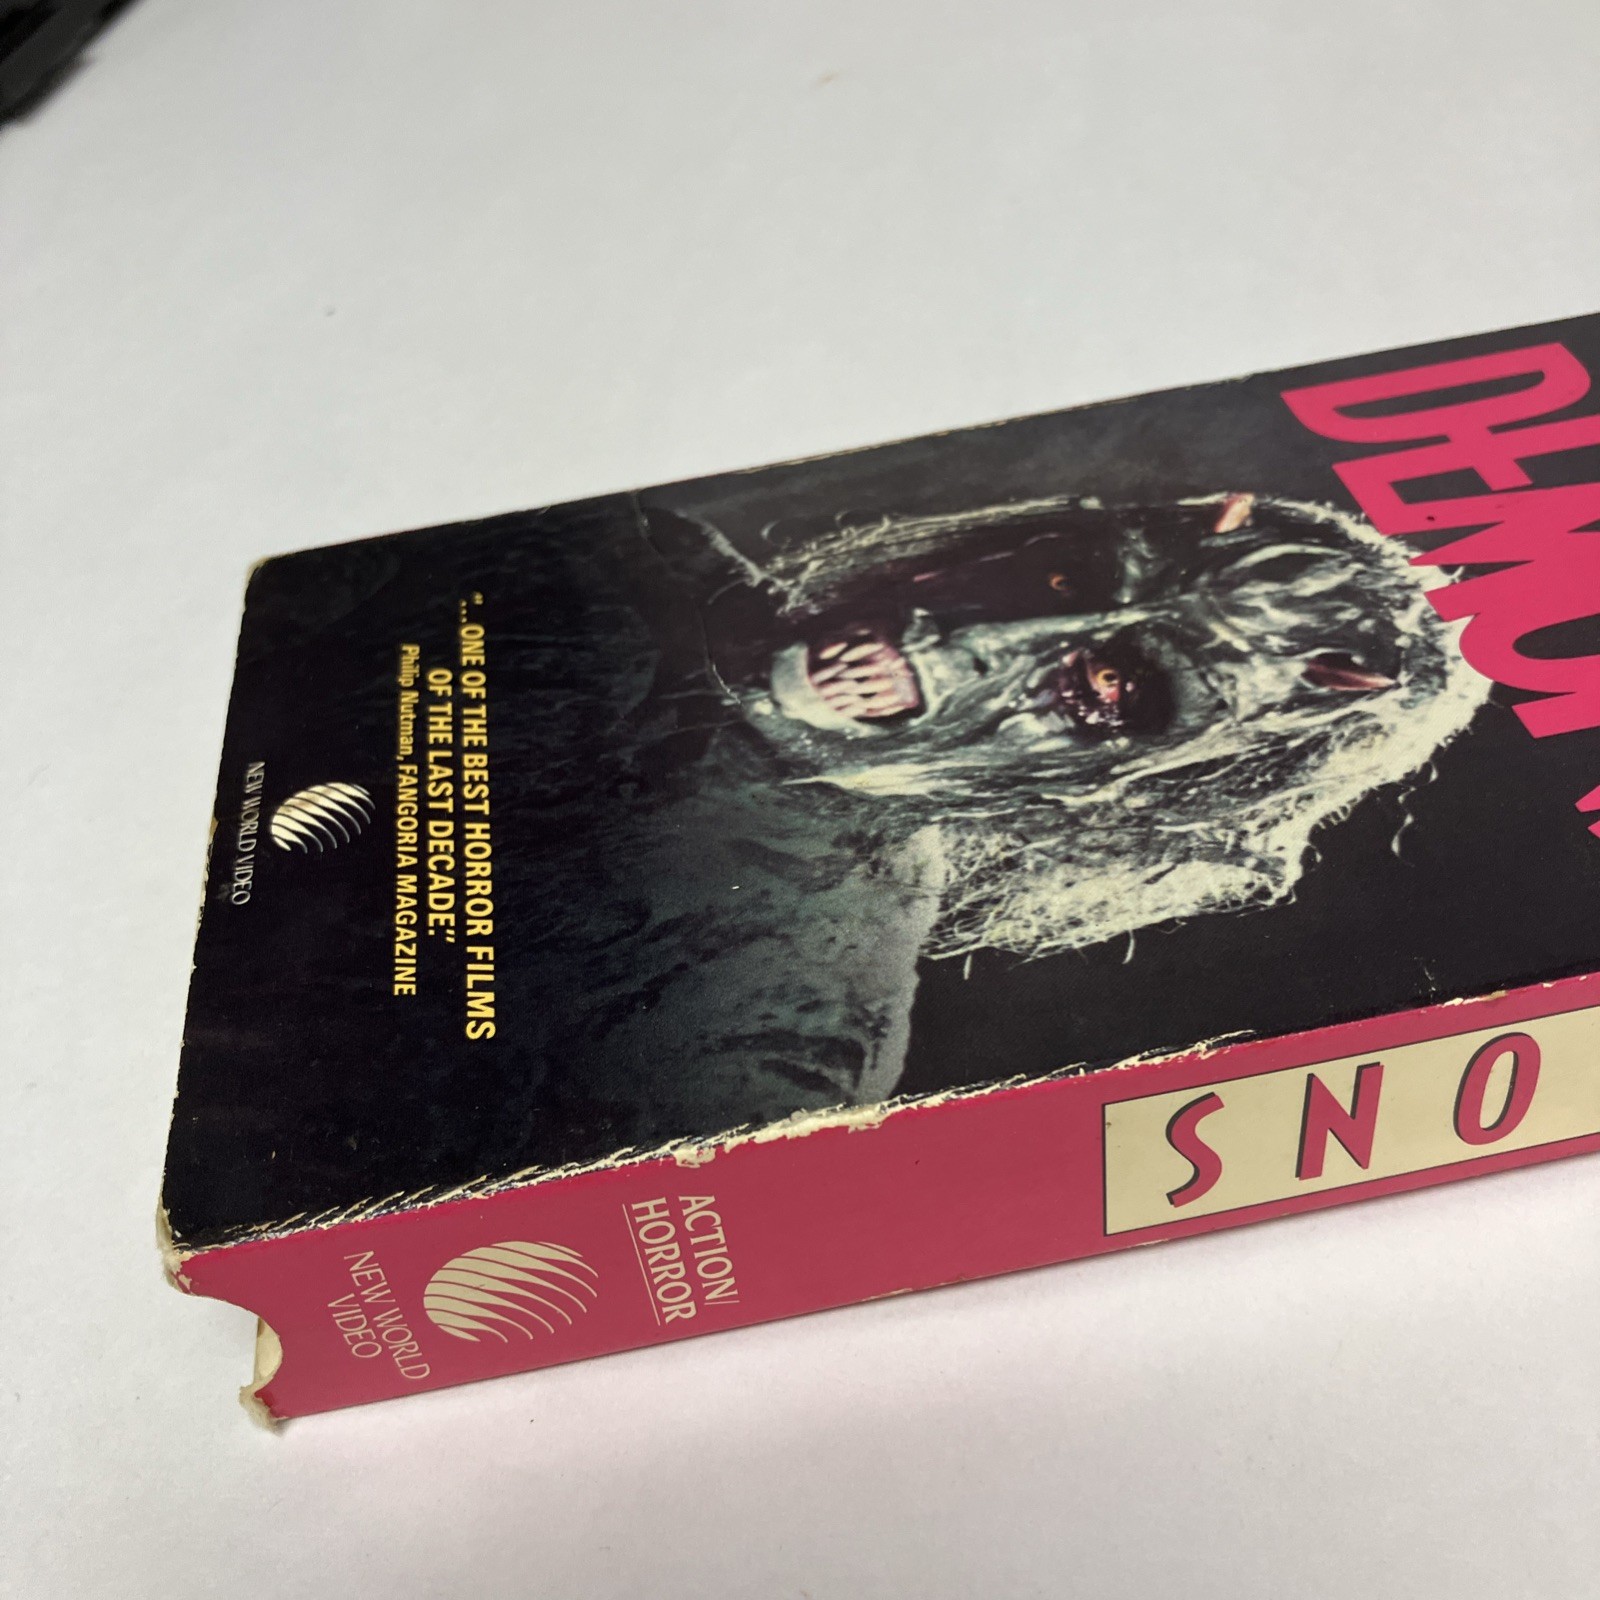 DEMO
"...ONE OF THE BEST HORROR FILMS
OF THE LAST DECADE."
Philip Nutman, FANGORIA MAGAZINE
NEW WORLD VIDEO
ONS
ACTION/
HORROR
NEW WORLD
VIDEO